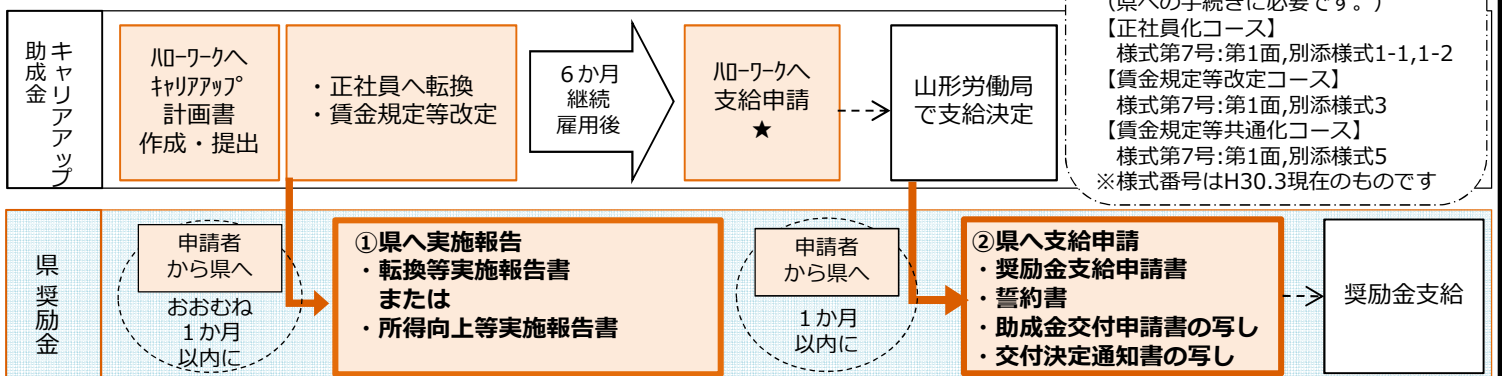 キャリアアップ
助成金
ﾊﾛｰﾜｰｸへ
ｷｬﾘｱｱｯﾌﾟ
計画書
作成・提出
・正社員へ転換
・賃金規定等改定
６か月
継続
雇用後
ﾊﾛｰﾜｰｸへ
支給申請
★
山形労働局
で支給決定
（県への手続きに必要です。）
【正社員化コース】
様式第7号:第1面,別添様式1-1,1-2
【賃金規定等改定コース】
様式第7号:第1面,別添様式3
【賃金規定等共通化コース】
様式第7号:第1面,別添様式5
※様式番号はH30.3現在のものです
県奨励金
申請者
から県へ
おおむね
１か月
以内に
①県へ実施報告
・転換等実施報告書
または
・所得向上等実施報告書
申請者
から県へ
１か月
以内に
②県へ支給申請
・奨励金支給申請書
・誓約書
・助成金交付申請書の写し
・交付決定通知書の写し
奨励金支給